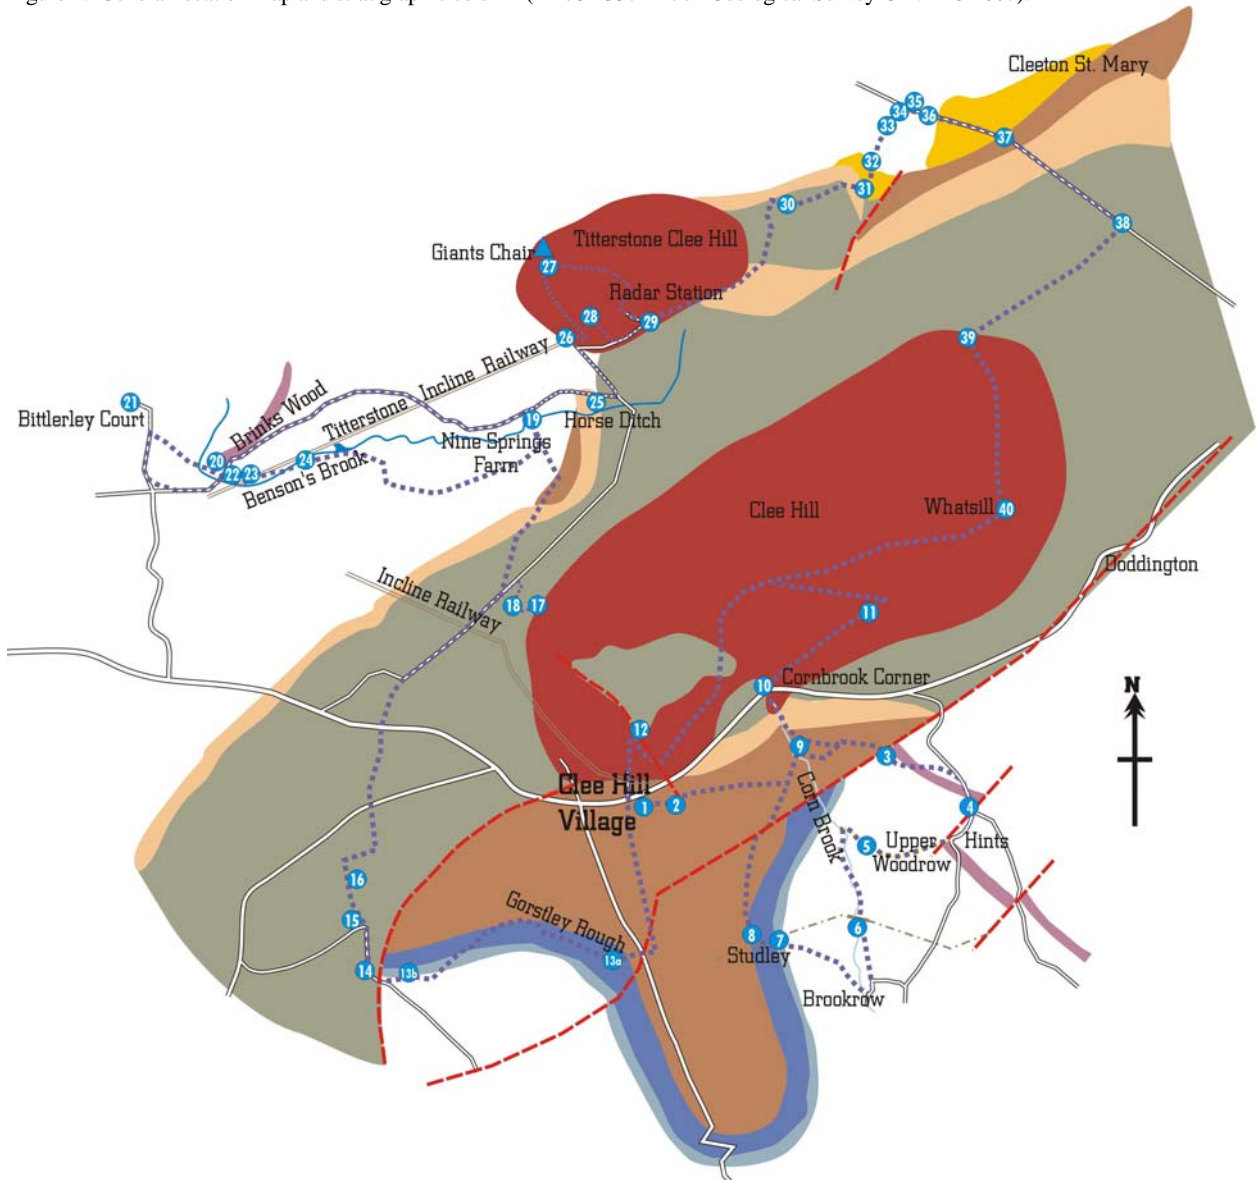 Cleeton St. Mary
35
34
36
33
37
32
31
30
38
Titterstone Clee Hill
Giants Chair
27
Radar Station
28
29
26
39
Titterstone Incline Railway
21
Bittlerley Court
Brinks Wood
25
Horse Ditch
19
Nine Springs
Farm
20
22
23
24
Benson's Brook
Clee Hill
Whatsill
40
Doddington
Incline Railway
18
17
11
10
Cornbrook Corner
N
12
9
3
Clee Hill
Village
1
2
Corn Brook
4
5
Upper
Woodrow
Hints
16
15
Gorstley Rough
13a
8
7
Studley
6
14
13b
Brookrow